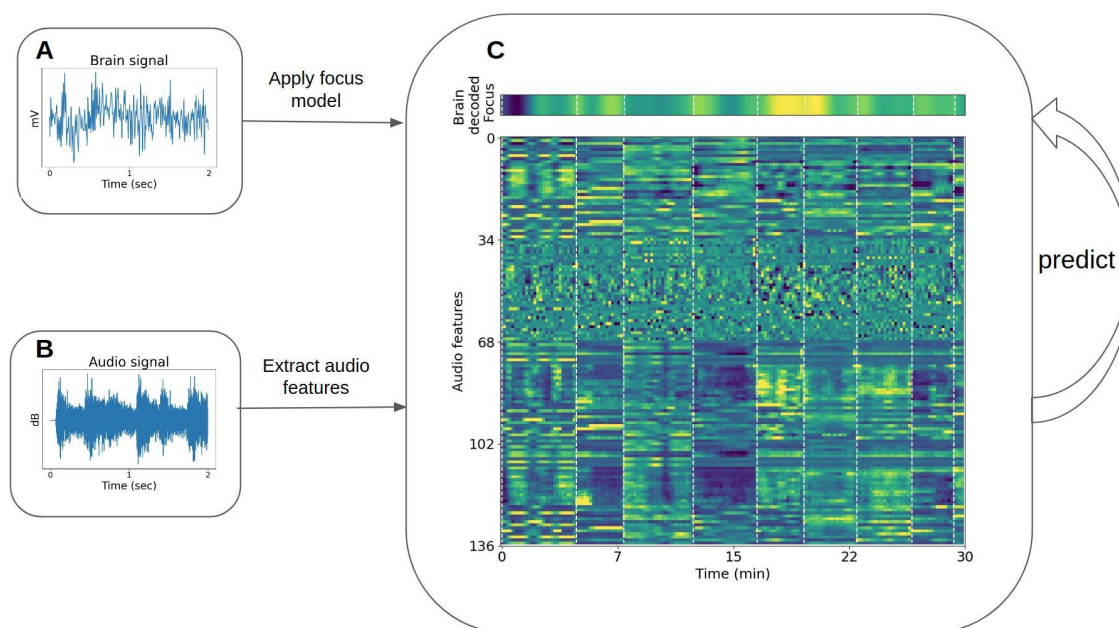 A
Brain signal
mV
0 1 2
Time (sec)
Apply focus
model
B
Audio signal
dB
0 1 2
Time (sec)
Extract audio
features
C
Brain
decoded
Focus
Audio features
0
34
68
102
136
0 7 15 22 30
Time (min)
predict